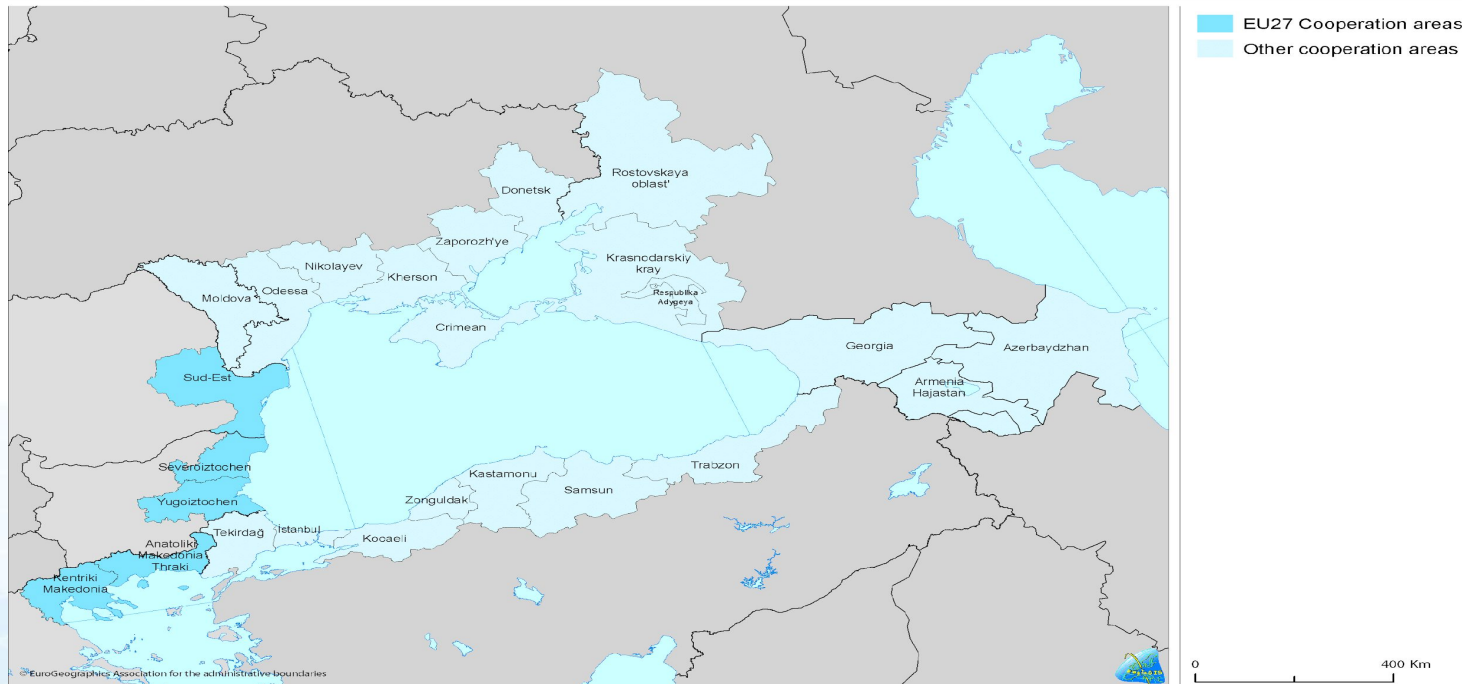 EU27 Cooperation areas
Other cooperation areas
Rostovskaya
oblast'
Donetsk
Zaporozh'ye
Nikolayev
Kherson
Odessa
Moldova
Krasnodarskiy
kray
Respublika
Adygeya
Crimean
Georgia
Azerbaydzhan
Armenia
Hajastan
Sud-Est
Severoiztochen
Yugoiztochen
Trabzon
Kastamonu
Samsun
Zonguldak
Tekirdağ
Istanbul
Kocaeli
Anatoliki
Makedonia
Thraki
Kentriki
Makedonia
© EuroGeographics Association for the administrative boundaries
0 400 Km